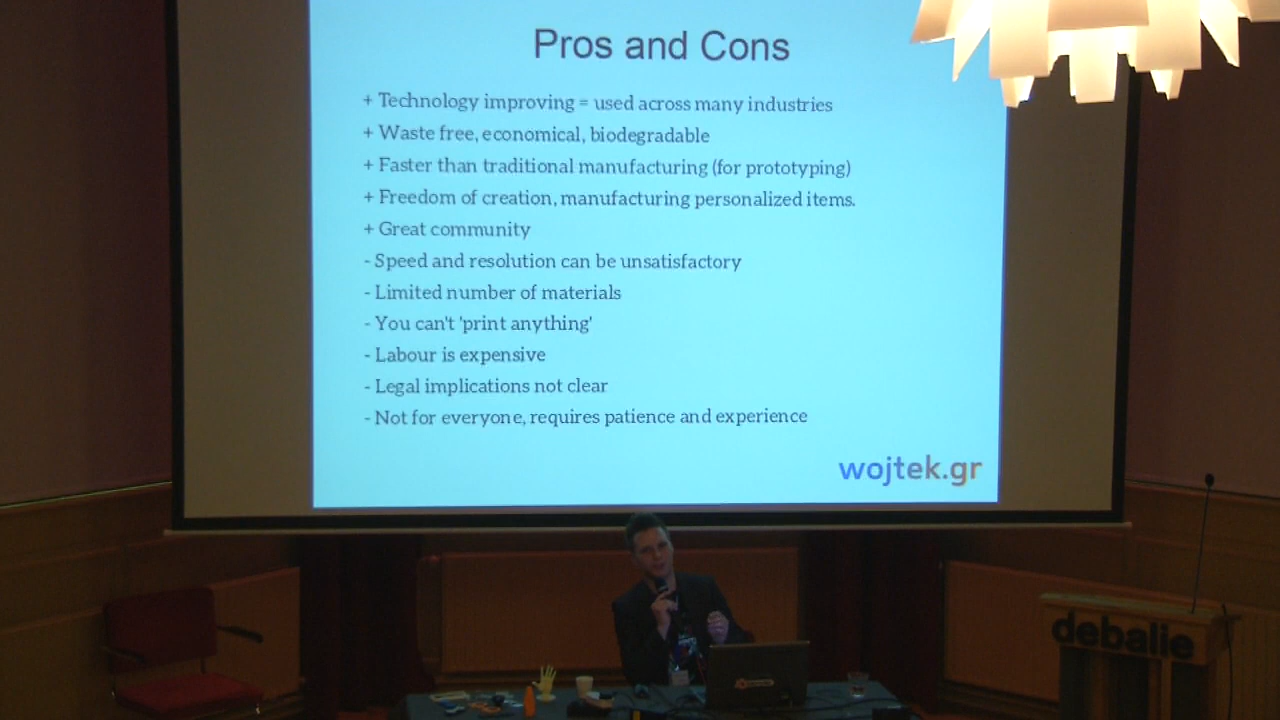 Pros and Cons
+ Technology improving = used across many industries
+ Waste free, economical, biodegradable
+ Faster than traditional manufacturing (for prototyping)
+ Freedom of creation, manufacturing personalized items.
+ Great community
- Speed and resolution can be unsatisfactory
- Limited number of materials
- You can't 'print anything'
- Labour is expensive
- Legal implications not clear
- Not for everyone, requires patience and experience
wojtek.gr
debalie